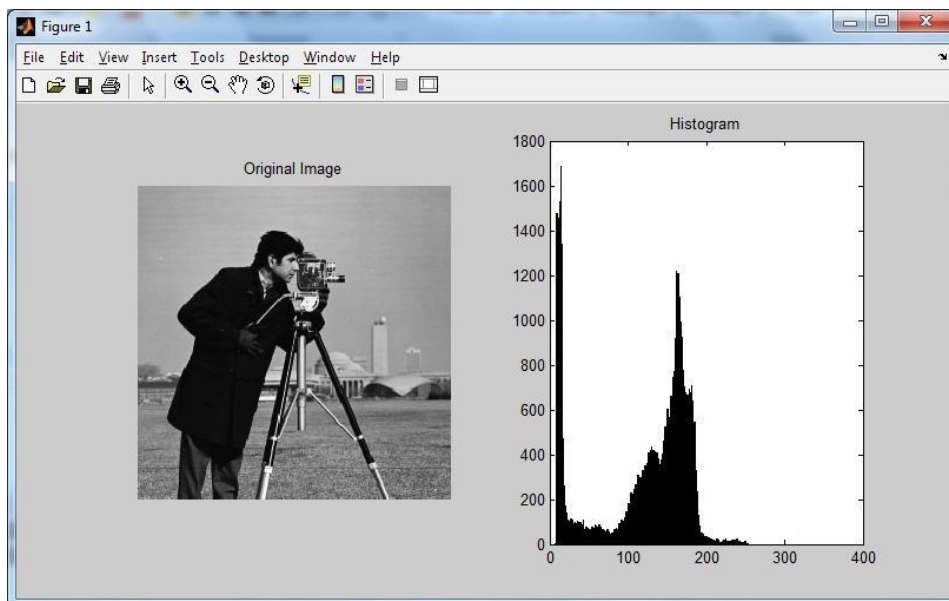 Figure 1
File Edit View Insert Tools Desktop Window Help
Original Image
Histogram
1800
1600
1400
1200
1000
800
600
400
200
0
0 100 200 300 400